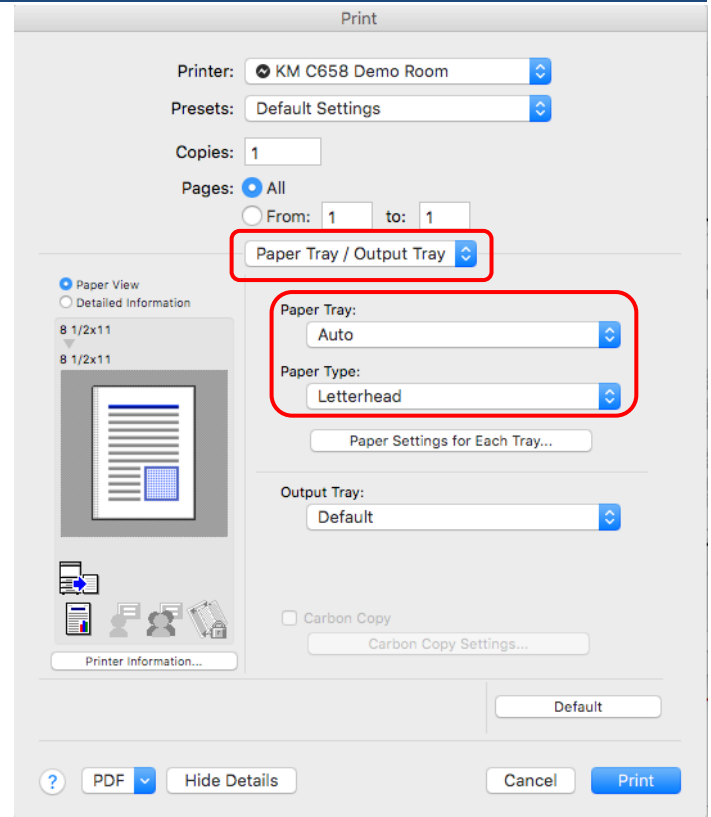 Print
Printer: KM C658 Demo Room
Presets: Default Settings
Copies: 1
Pages: All
From: 1 to: 1
Paper Tray / Output Tray
Paper View
Detailed Information
8 1/2x11
8 1/2x11
Paper Tray:
Auto
Paper Type:
Letterhead
Paper Settings for Each Tray...
Output Tray:
Default
Carbon Copy
Carbon Copy Settings...
Printer Information...
Default
? PDF Hide Details Cancel Print